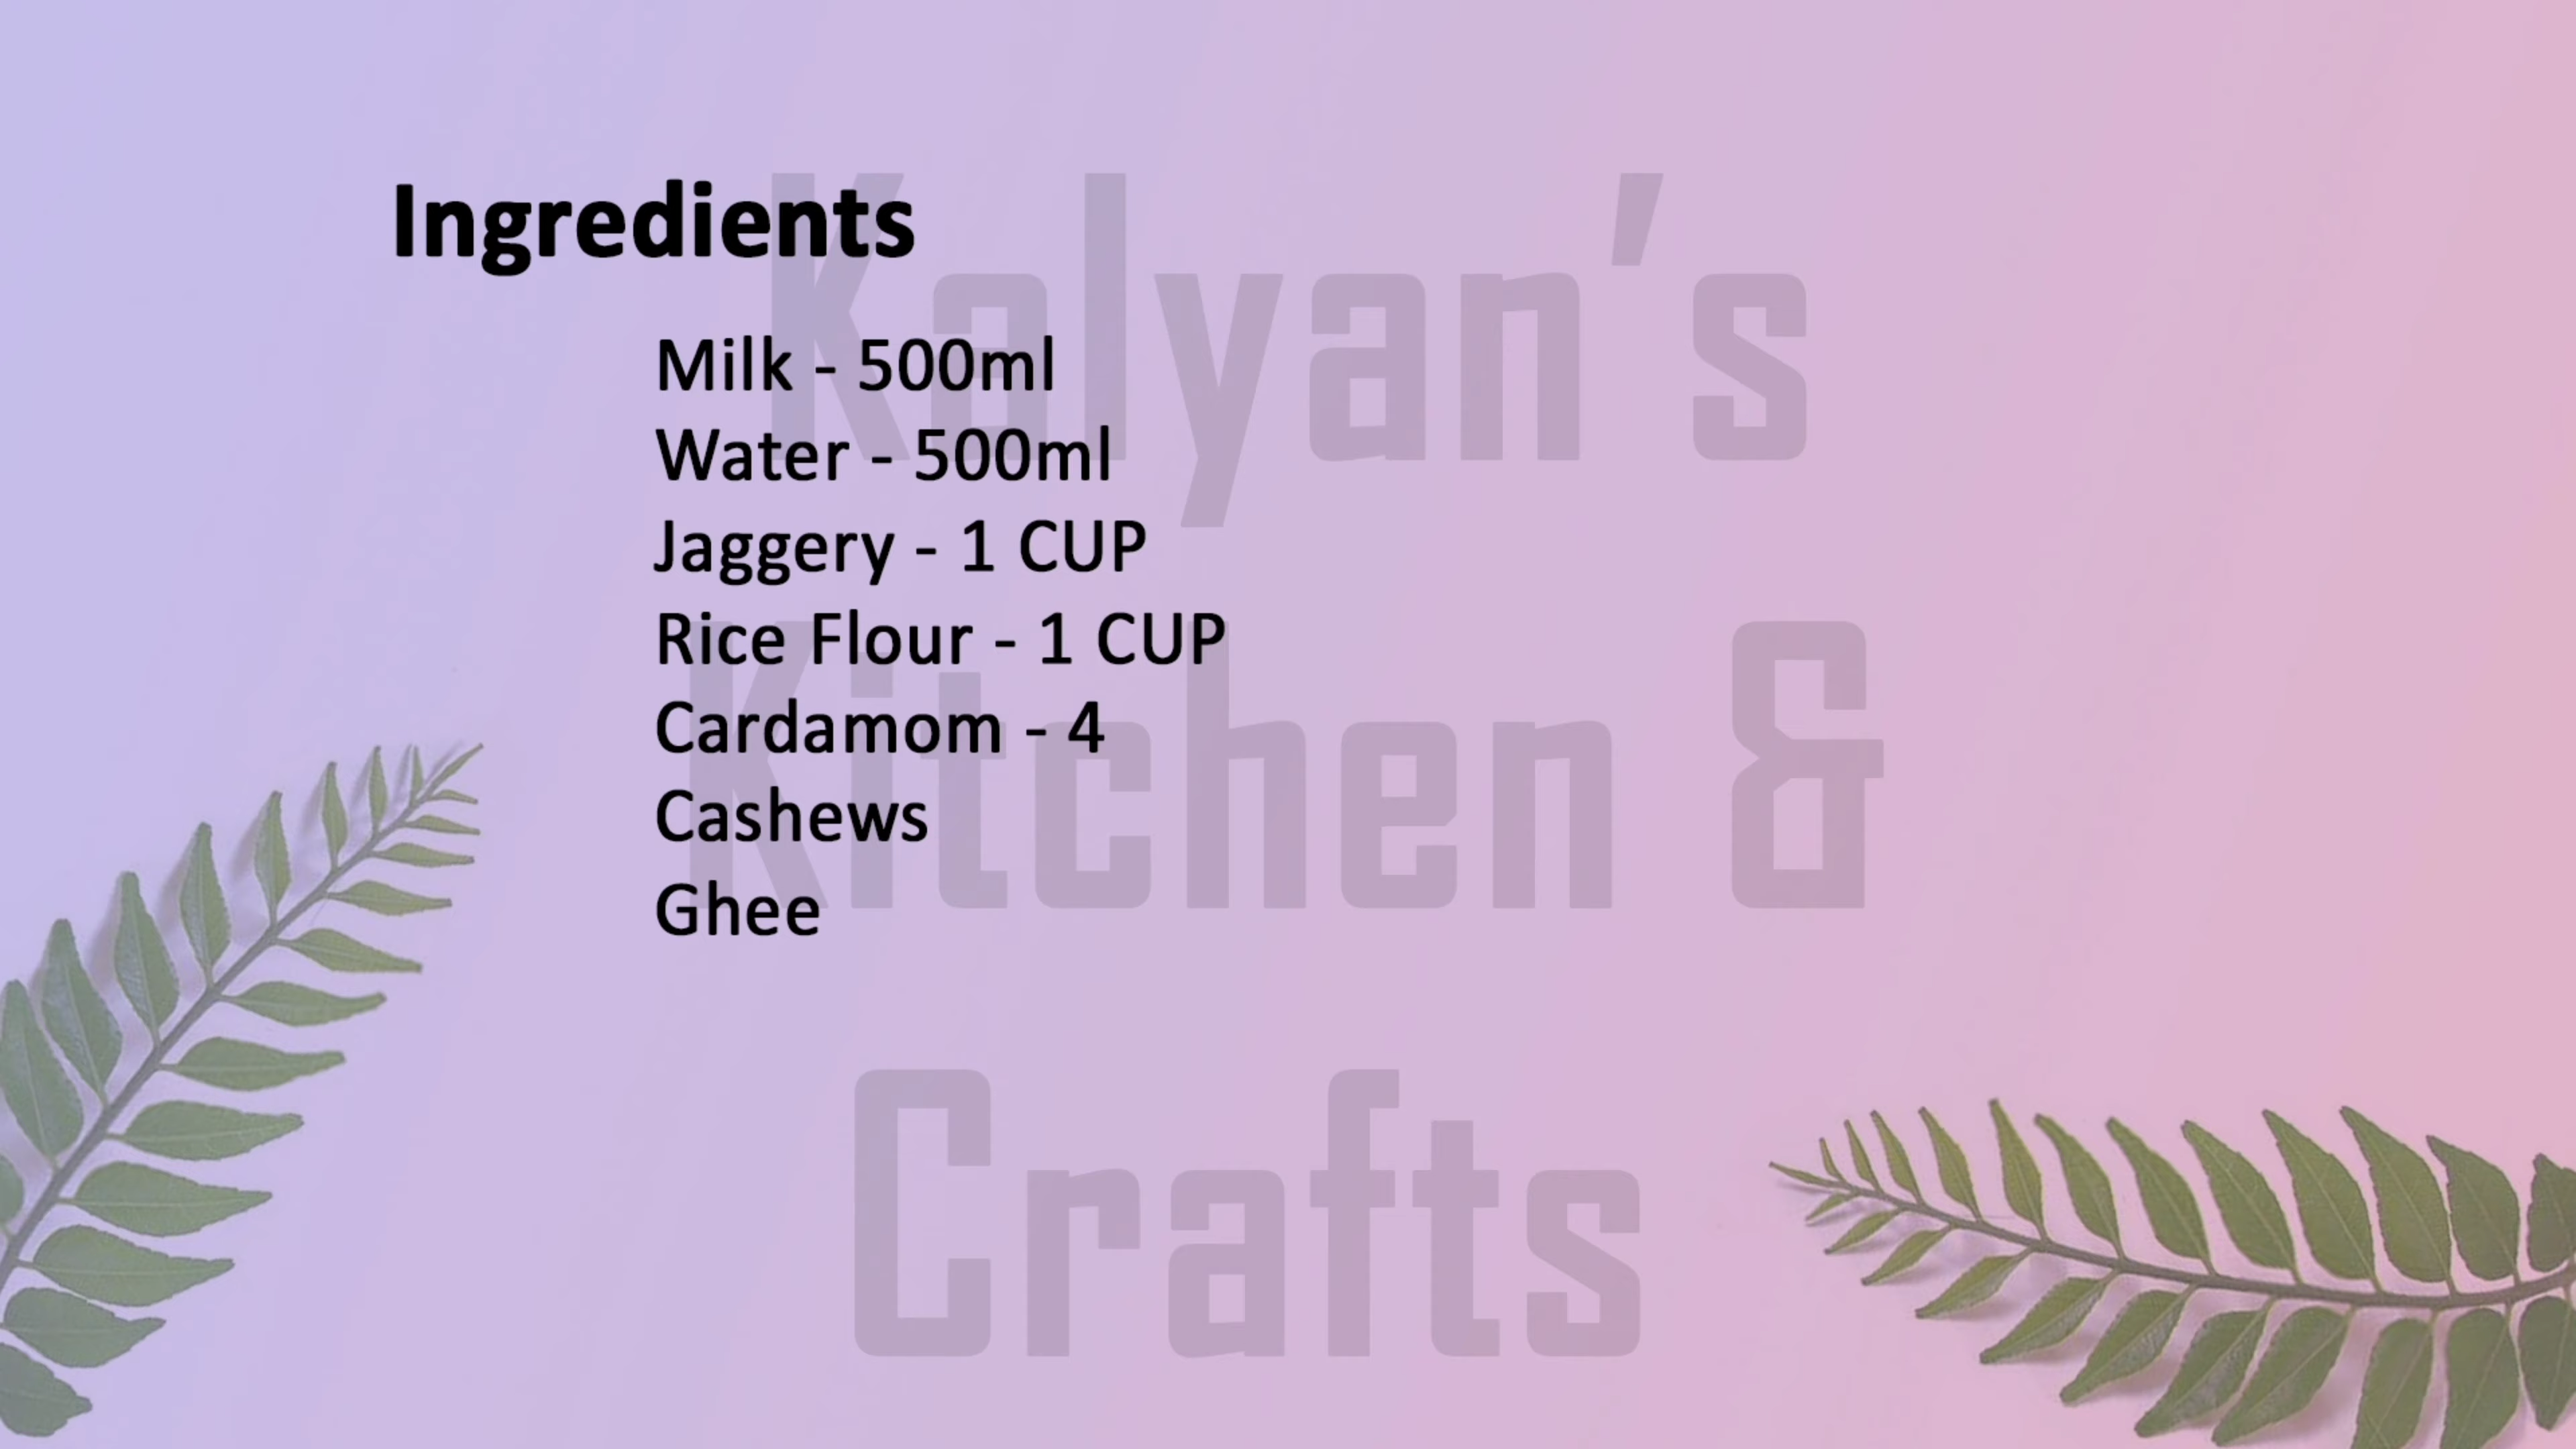 Ingredients
Milk - 500ml
Water - 500ml
Jaggery - 1 CUP
Rice Flour - 1 CUP
Cardamom - 4
Cashews
Ghee
Kalyan's
Kitchen &
Crafts